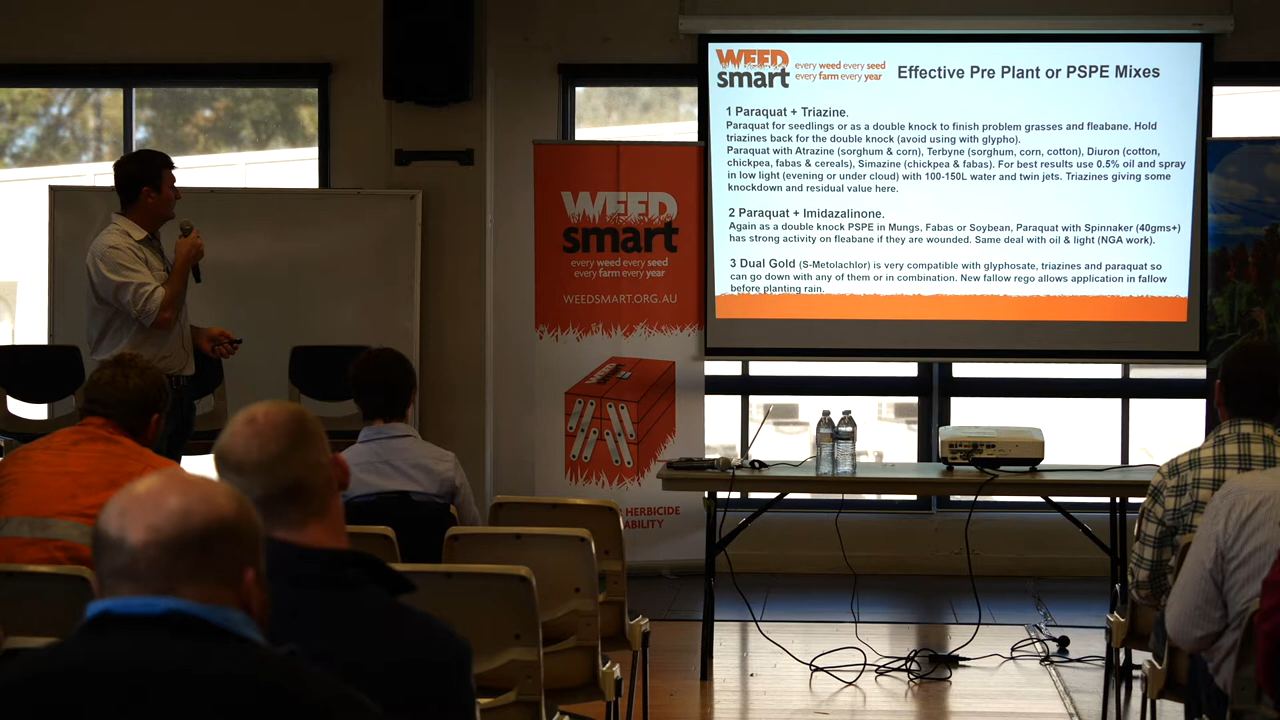 WEED
smart
every weed every seed
every farm every year
Effective Pre Plant or PSPE Mixes
1 Paraquat + Triazine.
Paraquat for seedlings or as a double knock to finish problem grasses and fleabane. Hold
triazines back for the double knock (avoid using with glypho).
Paraquat with Atrazine (sorghum & corn), Terbyne (sorghum, corn, cotton), Diuron (cotton,
chickpea, fabas & cereals), Simazine (chickpea & fabas). For best results use 0.5% oil and spray
in low light (evening or under cloud) with 100-150L water and twin jets. Triazines giving some
knockdown and residual value here.
2 Paraquat + Imidazalinone.
Again as a double knock PSPE in Mungs, Fabas or Soybean, Paraquat with Spinnaker (40gms+)
has strong activity on fleabane if they are wounded. Same deal with oil & light (NGA work).
3 Dual Gold (S-Metolachlor) is very compatible with glyphosate, triazines and paraquat so
can go down with any of them or in combination. New fallow rego allows application in fallow
before planting rain.
WEED
smart
every weed every seed
every farm every year
WEEDSMART.ORG.AU
WEED
HERBICIDE
ABILITY